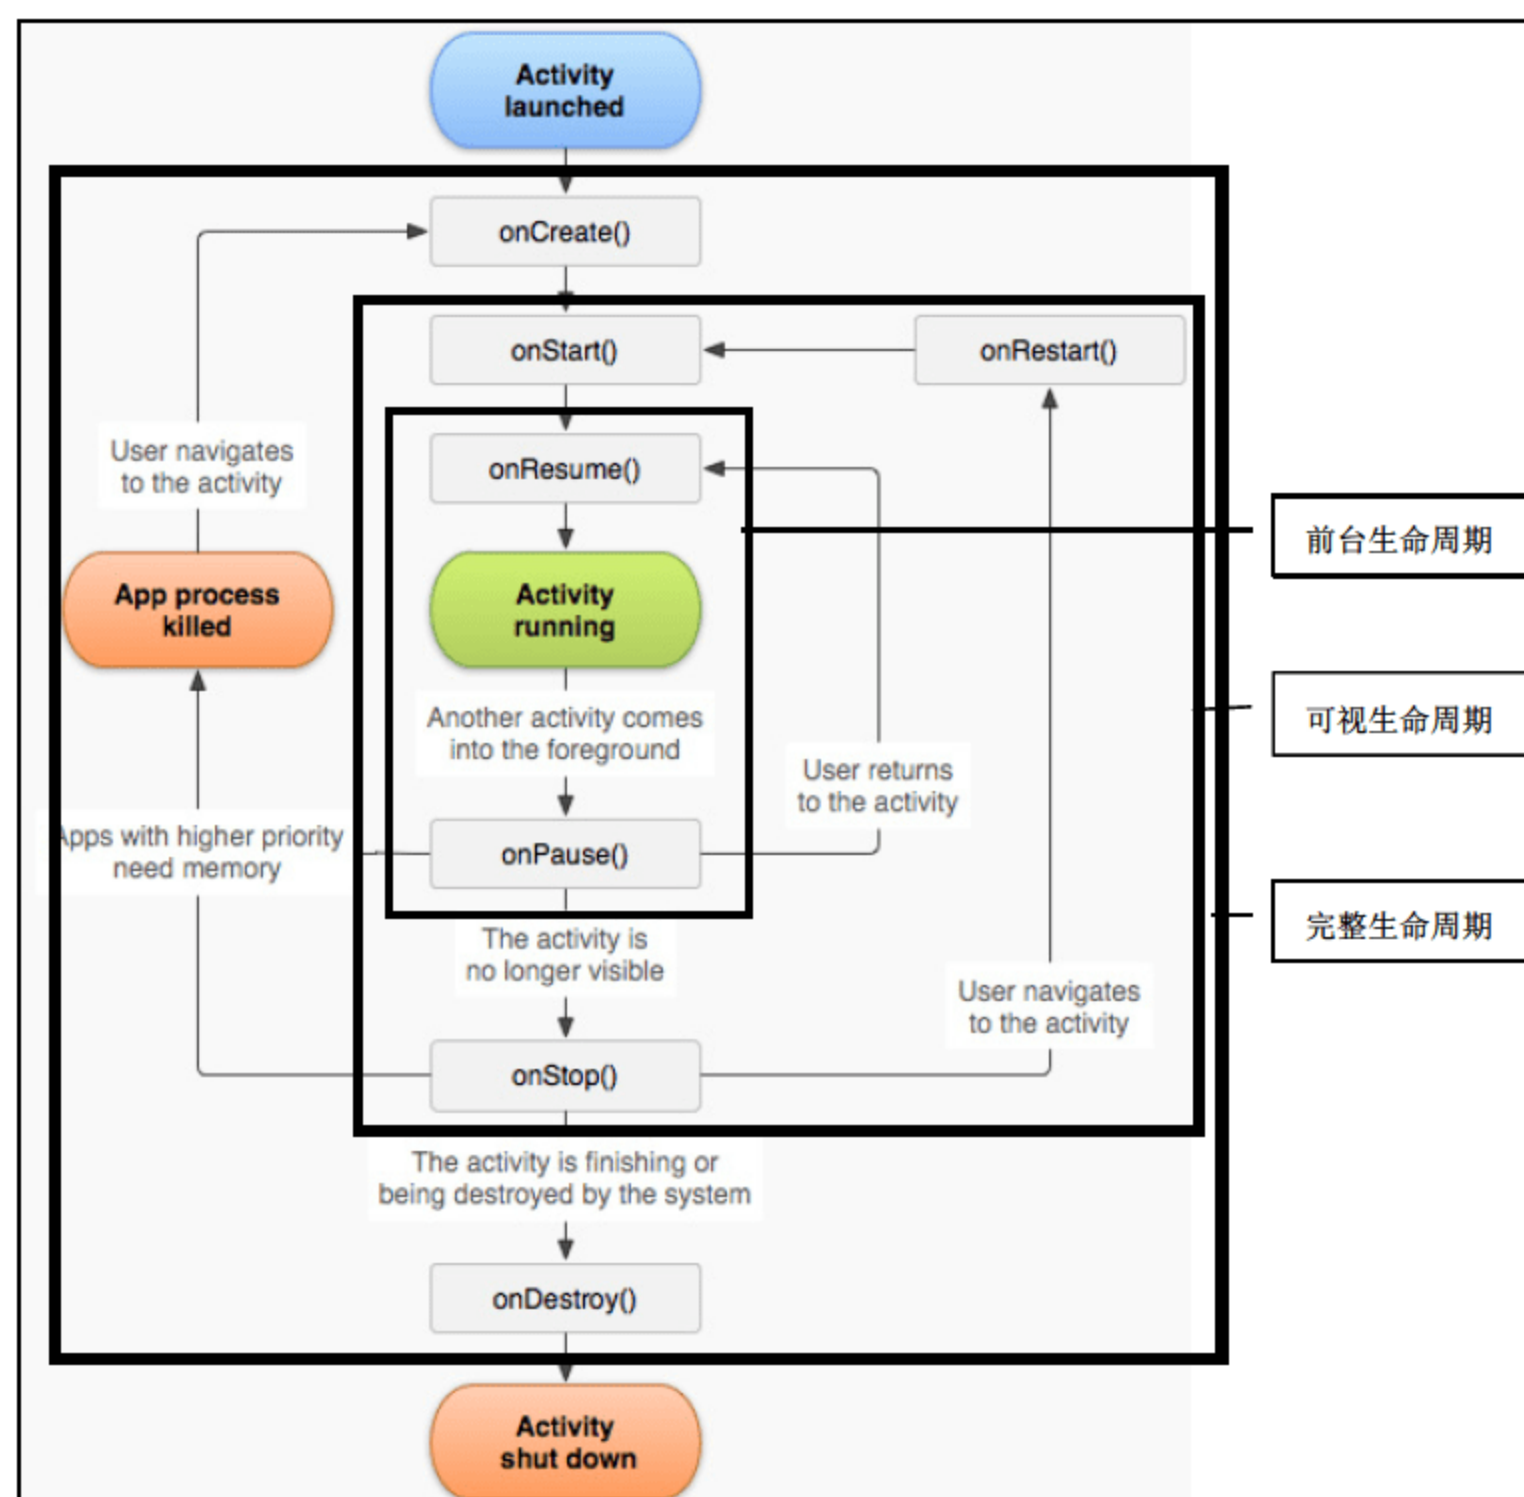 Activity
launched
onCreate()
onStart()
onRestart()
User navigates
to the activity
onResume()
前台生命周期
App process
killed
Activity
running
Another activity comes
into the foreground
可视生命周期
User returns
to the activity
Apps with higher priority
need memory
onPause()
完整生命周期
The activity is
no longer visible
User navigates
to the activity
onStop()
The activity is finishing or
being destroyed by the system
onDestroy()
Activity
shut down